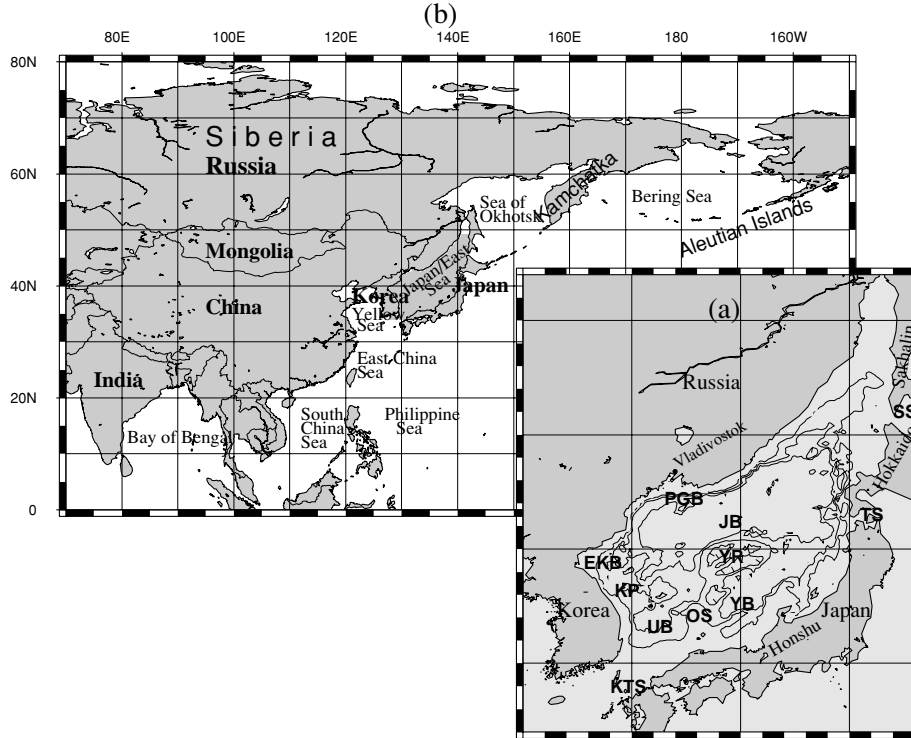 (b)
80E
100E
120E
140E
160E
180E
160W
80N
60N
40N
20N
0
Siberia
Russia
Mongolia
China
India
Bay of Bengal
Korea
Japan
Japan/East
Sea
Yellow
Sea
East China
Sea
South
China
Sea
Philippine
Sea
Sea of
Okhotsk
Kamchatka
Bering Sea
Aleutian Islands
(a)
Russia
Sakhalin
SS
Vladivostok
Hokkaido
PGB
JB
TS
EKB
YR
KP
YB
Korea
OS
Japan
UB
Honshu
KTS